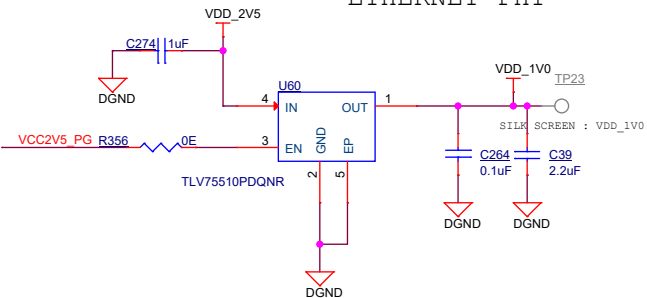 ETHERNET PHY
VDD_2V5
C274 1uF
DGND
U60
4 IN OUT 1
VDD_1V0
TP23
SILK SCREEN : VDD_1V0
VCC2V5_PG R356 0E 3 EN GND EP
TLV75510PDQNR
2 5
C264
0.1uF
C39
2.2uF
DGND
DGND
DGND